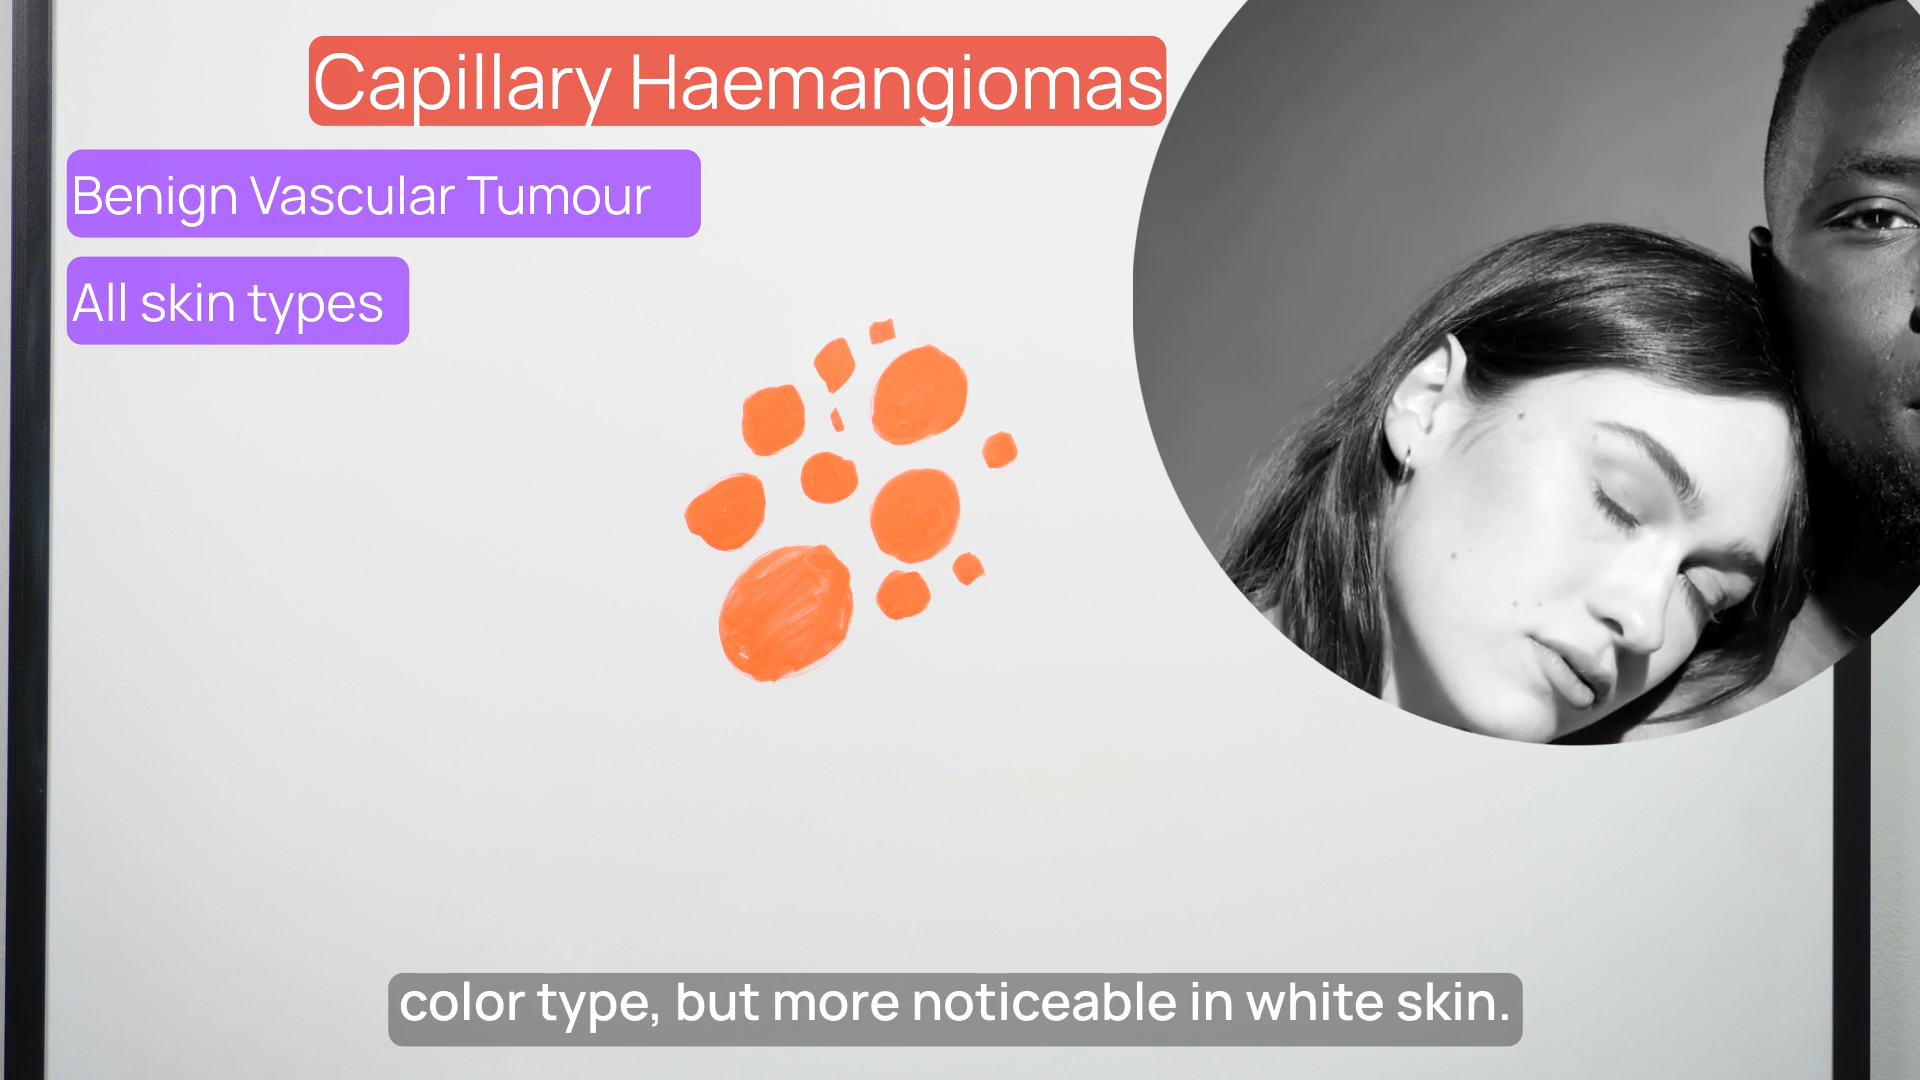 Capillary Haemangiomas
Benign Vascular Tumour
All skin types
color type, but more noticeable in white skin.